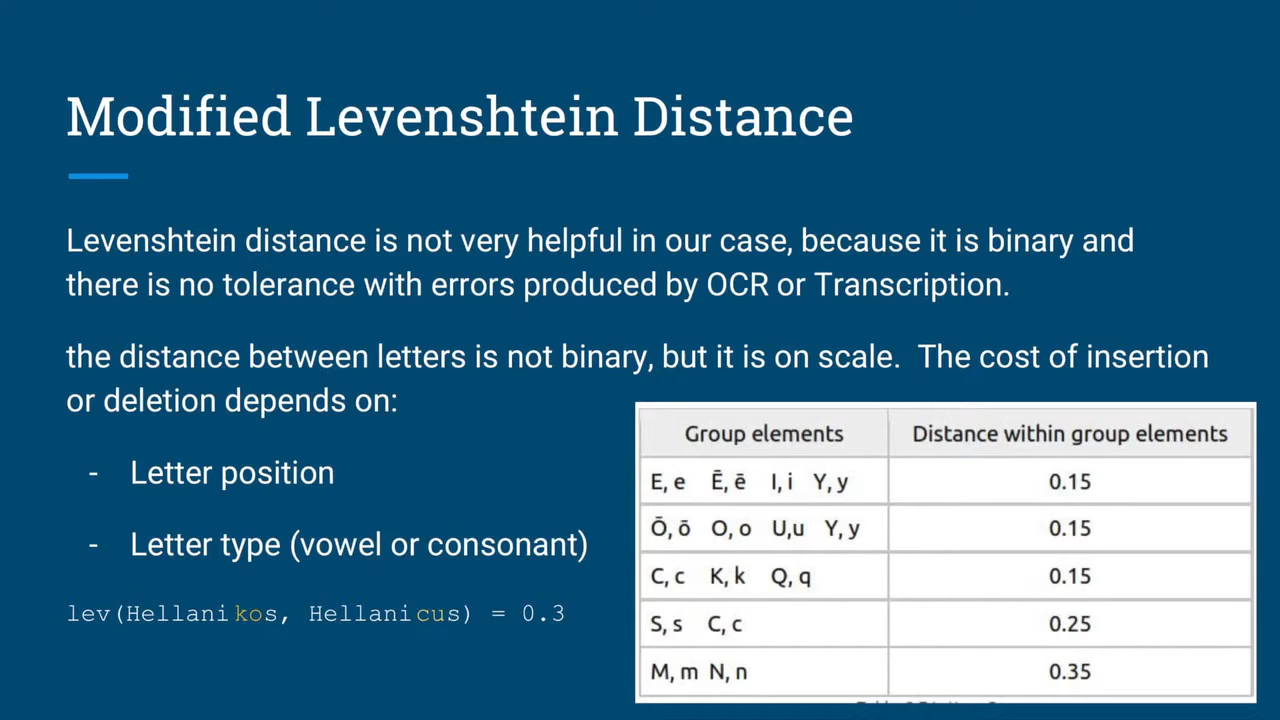 Modified Levenshtein Distance
Levenshtein distance is not very helpful in our case, because it is binary and
there is no tolerance with errors produced by OCR or Transcription.
the distance between letters is not binary, but it is on scale. The cost of insertion
or deletion depends on:
- Letter position
- Letter type (vowel or consonant)
lev(Hellanikos, Hellanicus) = 0.3
Group elements Distance within group elements
E, e Ē, ē I, i Y, y 0.15
Ō, ō O, o U,u Y, y 0.15
C, c K, k Q, q 0.15
S, s C, c 0.25
M, m N, n 0.35